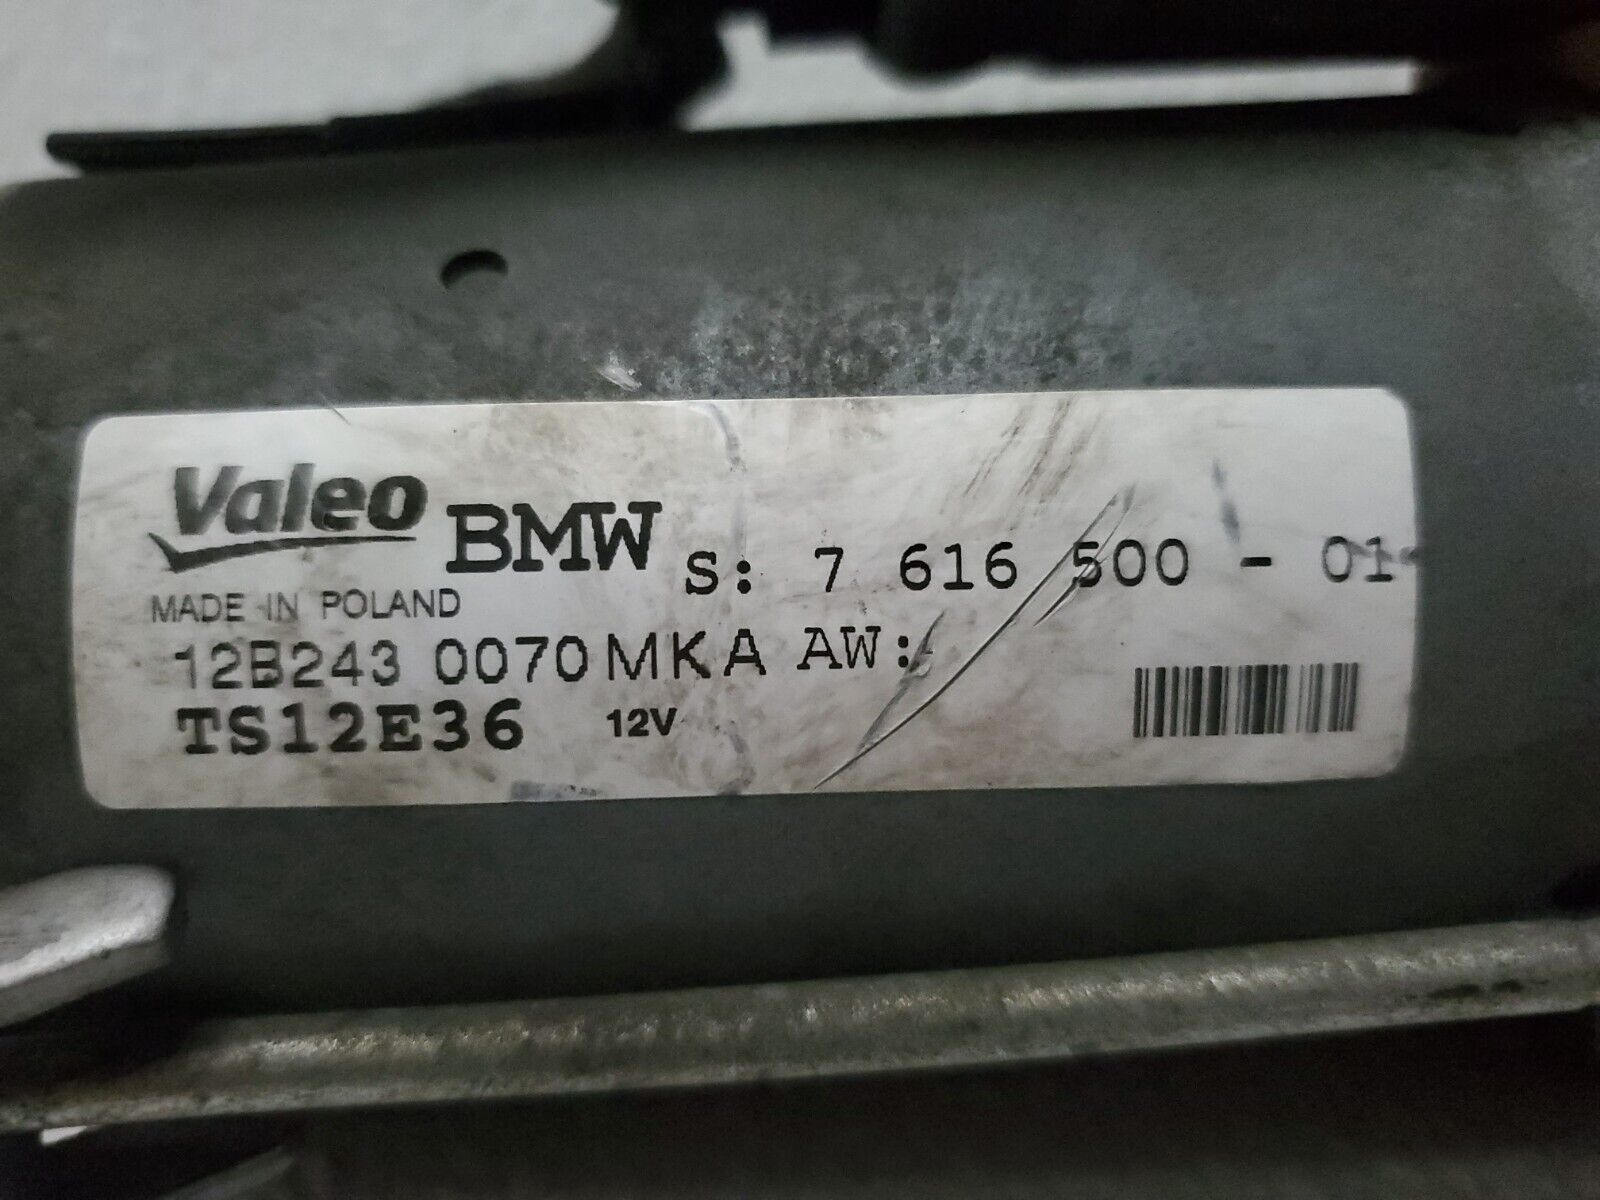 Valeo BMW S: 7 616 500 - 01
MADE IN POLAND
12B243 0070 MKA AW:
TS12E36 12V